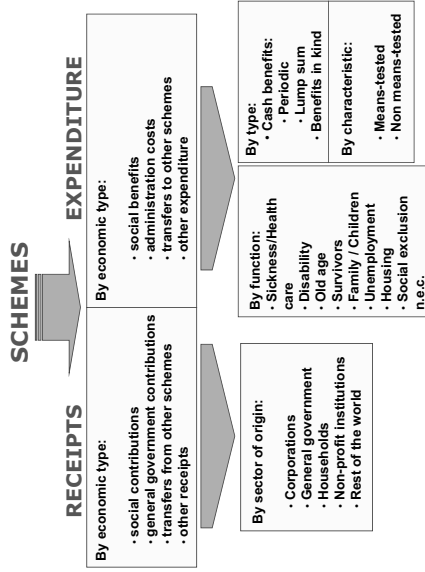 SCHEMES
RECEIPTS
EXPENDITURE
By economic type:
• social contributions
• general government contributions
• transfers from other schemes
• other receipts
By economic type:
• social benefits
• administration costs
• transfers to other schemes
• other expenditure
By sector of origin:
• Corporations
• General government
• Households
• Non-profit institutions
• Rest of the world
By function:
• Sickness/Health
care
• Disability
• Old age
• Survivors
• Family / Children
• Unemployment
• Housing
• Social exclusion
n.e.c.
By type:
• Cash benefits:
• Periodic
• Lump sum
• Benefits in kind
By characteristic:
• Means-tested
• Non means-tested